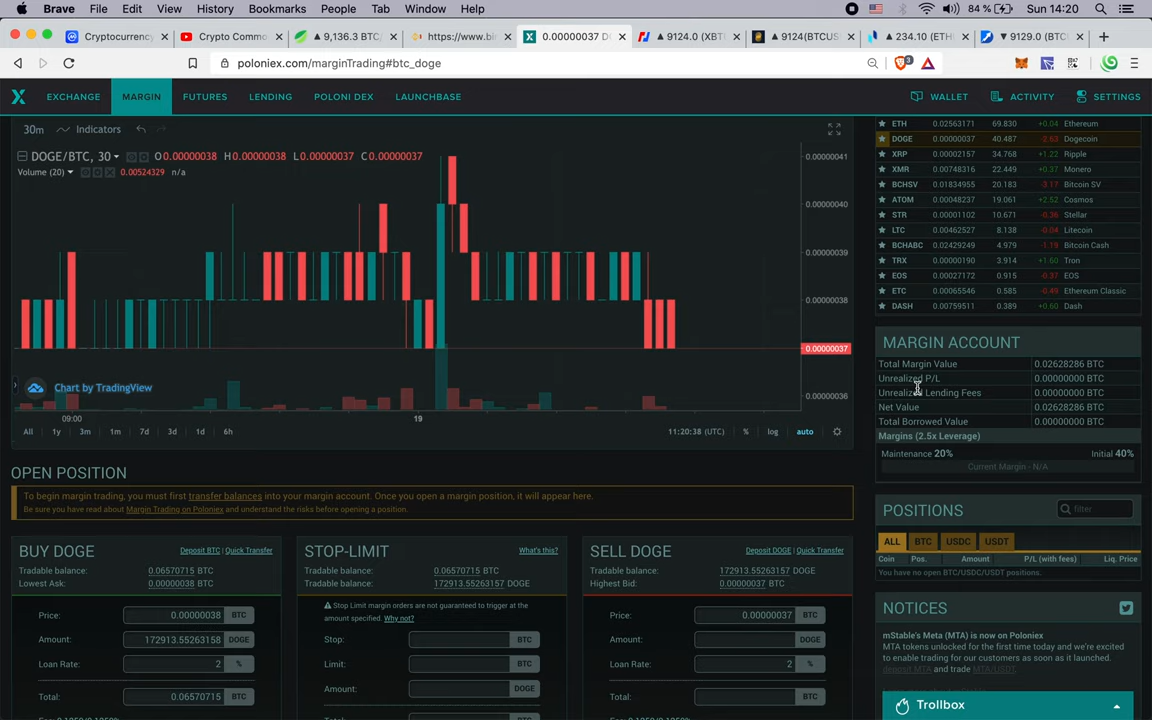 Brave File Edit View History Bookmarks People Tab Window Help 84 % Sun 14:20
Cryptocurrency Crypto Commo ▲ 9,136.3 BTC/ https://www.bi 0.00000037 D ▲ 9124.0 (XBT 9124(BTCUS ▲ 234.10 (ETH ▼ 9129.0 (BTC
poloniex.com/marginTrading#btc_doge 3
EXCHANGE MARGIN FUTURES LENDING POLONI DEX LAUNCHBASE WALLET ACTIVITY SETTINGS
30m Indicators
DOGE/BTC, 30 O0.00000038 H0.00000038 L0.00000037 C0.00000037
Volume (20) 0.00524329 n/a
0.00000041
0.00000040
0.00000039
0.00000038
0.00000037
0.00000036
Chart by TradingView
09:00 19
All 1y 3m 1m 7d 3d 1d 6h 11:20:38 (UTC) % log auto
ETH 0.02563171 69.830 +0.04 Ethereum
DOGE 0.00000037 40.487 -2.63 Dogecoin
XRP 0.00002157 34.768 +1.22 Ripple
XMR 0.00748316 22.449 +0.37 Monero
BCHSV 0.01834955 20.183 -3.17 Bitcoin SV
ATOM 0.00048237 19.061 +2.52 Cosmos
STR 0.00001102 10.671 -0.36 Stellar
LTC 0.00462527 8.138 -0.04 Litecoin
BCHABC 0.02429249 4.979 -1.19 Bitcoin Cash
TRX 0.00000190 3.914 +1.60 Tron
EOS 0.00027172 0.915 -0.37 EOS
ETC 0.00065546 0.585 -0.49 Ethereum Classic
DASH 0.00759511 0.389 +0.60 Dash
MARGIN ACCOUNT
Total Margin Value 0.02628286 BTC
Unrealized P/L 0.00000000 BTC
Unrealized Lending Fees 0.00000000 BTC
Net Value 0.02628286 BTC
Total Borrowed Value 0.00000000 BTC
Margins (2.5x Leverage)
Maintenance 20% Initial 40%
Current Margin - N/A
OPEN POSITION
To begin margin trading, you must first transfer balances into your margin account. Once you open a margin position, it will appear here.
Be sure you have read about Margin Trading on Poloniex and understand the risks before opening a position.
POSITIONS filter
ALL BTC USDC USDT
Coin Pos. Amount P/L (with fees) Liq. Price
You have no open BTC/USDC/USDT positions.
BUY DOGE Deposit BTC | Quick Transfer
Tradable balance: 0.06570715 BTC
Lowest Ask: 0.00000038 BTC
Price: 0.00000038 BTC
Amount: 172913.55263158 DOGE
Loan Rate: 2 %
Total: 0.06570715 BTC
STOP-LIMIT What's this?
Tradable balance: 0.06570715 BTC
Tradable balance: 172913.55263157 DOGE
Stop Limit margin orders are not guaranteed to trigger at the
amount specified. Why not?
Stop: BTC
Limit: BTC
Amount: DOGE
SELL DOGE Deposit DOGE | Quick Transfer
Tradable balance: 172913.55263157 DOGE
Highest Bid: 0.00000037 BTC
Price: 0.00000037 BTC
Amount: DOGE
Loan Rate: 2 %
Total: BTC
NOTICES
mStable's Meta (MTA) is now on Poloniex
MTA tokens unlocked for the first time today and we're excited
to enable trading for our customers as soon as it launched.
deposit MTA and trade MTA/USDT.
Trollbox